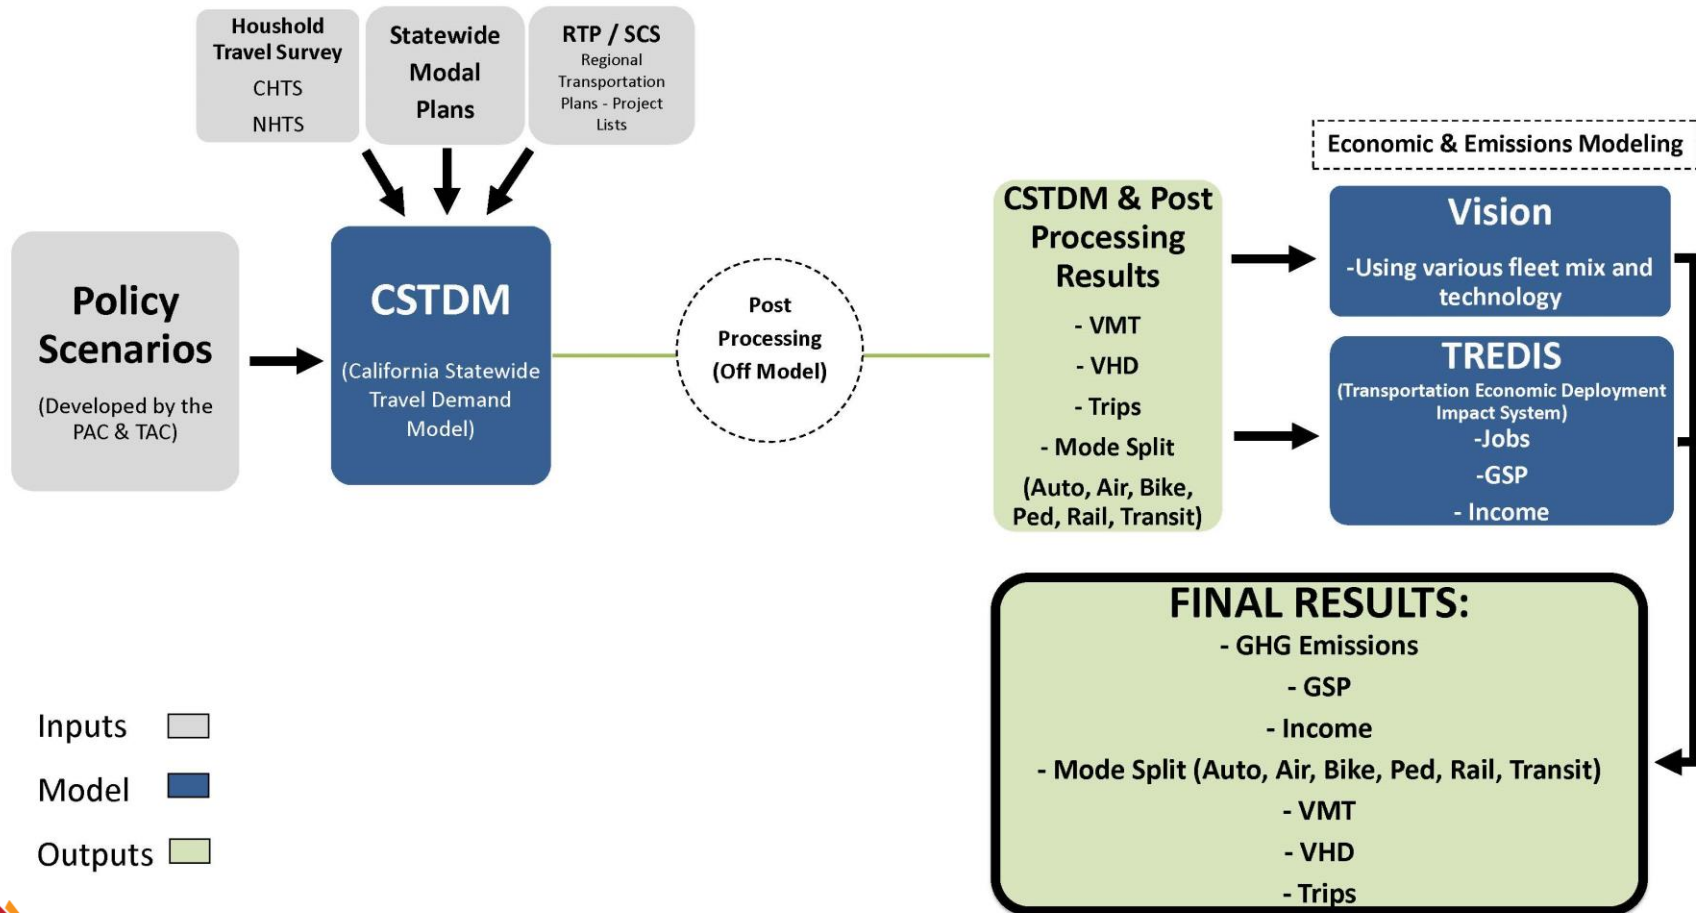 Houshold
Travel Survey
CHTS
NHTS
Statewide
Modal
Plans
RTP / SCS
Regional
Transportation
Plans - Project
Lists
Economic & Emissions Modeling
Policy
Scenarios
(Developed by the
PAC & TAC)
CSTDM
(California Statewide
Travel Demand
Model)
Post
Processing
(Off Model)
CSTDM & Post
Processing
Results
- VMT
- VHD
- Trips
- Mode Split
(Auto, Air, Bike,
Ped, Rail, Transit)
Vision
-Using various fleet mix and
technology
TREDIS
(Transportation Economic Deployment
Impact System)
-Jobs
-GSP
- Income
FINAL RESULTS:
- GHG Emissions
- GSP
- Income
- Mode Split (Auto, Air, Bike, Ped, Rail, Transit)
- VMT
- VHD
- Trips
Inputs
Model
Outputs